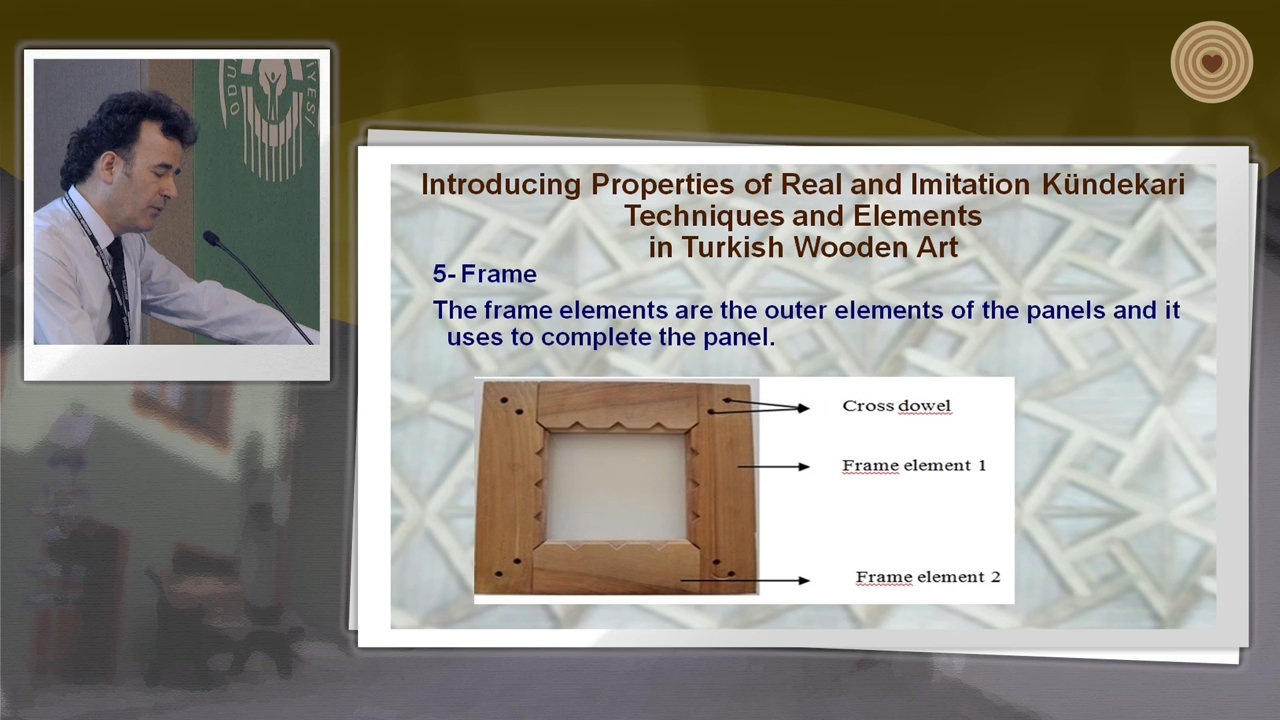 Introducing Properties of Real and Imitation Kündekari
Techniques and Elements
in Turkish Wooden Art
5- Frame
The frame elements are the outer elements of the panels and it
uses to complete the panel.
Cross dowel
Frame element 1
Frame element 2